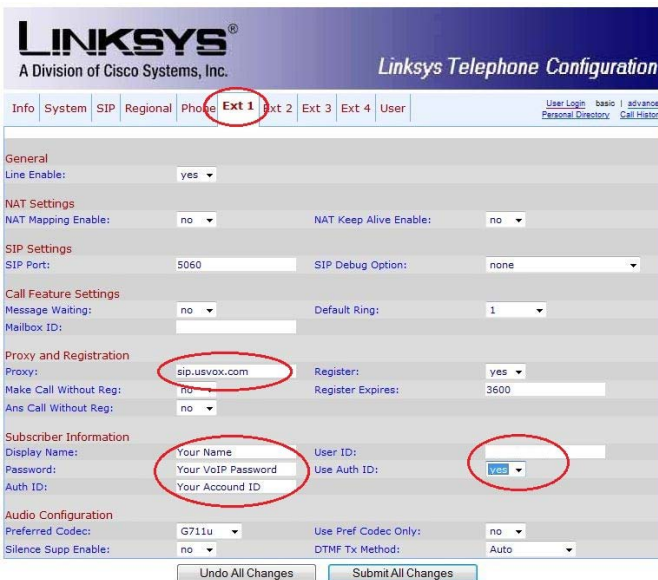 LINKSYS®
A Division of Cisco Systems, Inc.
Linksys Telephone Configuration
Info System SIP Regional Phone Ext 1 Ext 2 Ext 3 Ext 4 User
User Login basic | advance
Personal Directory Call Histor
General
Line Enable: yes
NAT Settings
NAT Mapping Enable: no NAT Keep Alive Enable: no
SIP Settings
SIP Port: 5060 SIP Debug Option: none
Call Feature Settings
Message Waiting: no Default Ring: 1
Mailbox ID:
Proxy and Registration
Proxy: sip.usvox.com Register: yes
Make Call Without Reg: no Register Expires: 3600
Ans Call Without Reg: no
Subscriber Information
Display Name: Your Name User ID:
Password: Your VoIP Password Use Auth ID: yes
Auth ID: Your Accound ID
Audio Configuration
Preferred Codec: G711u Use Pref Codec Only: no
Silence Supp Enable: no DTMF Tx Method: Auto
Undo All Changes Submit All Changes